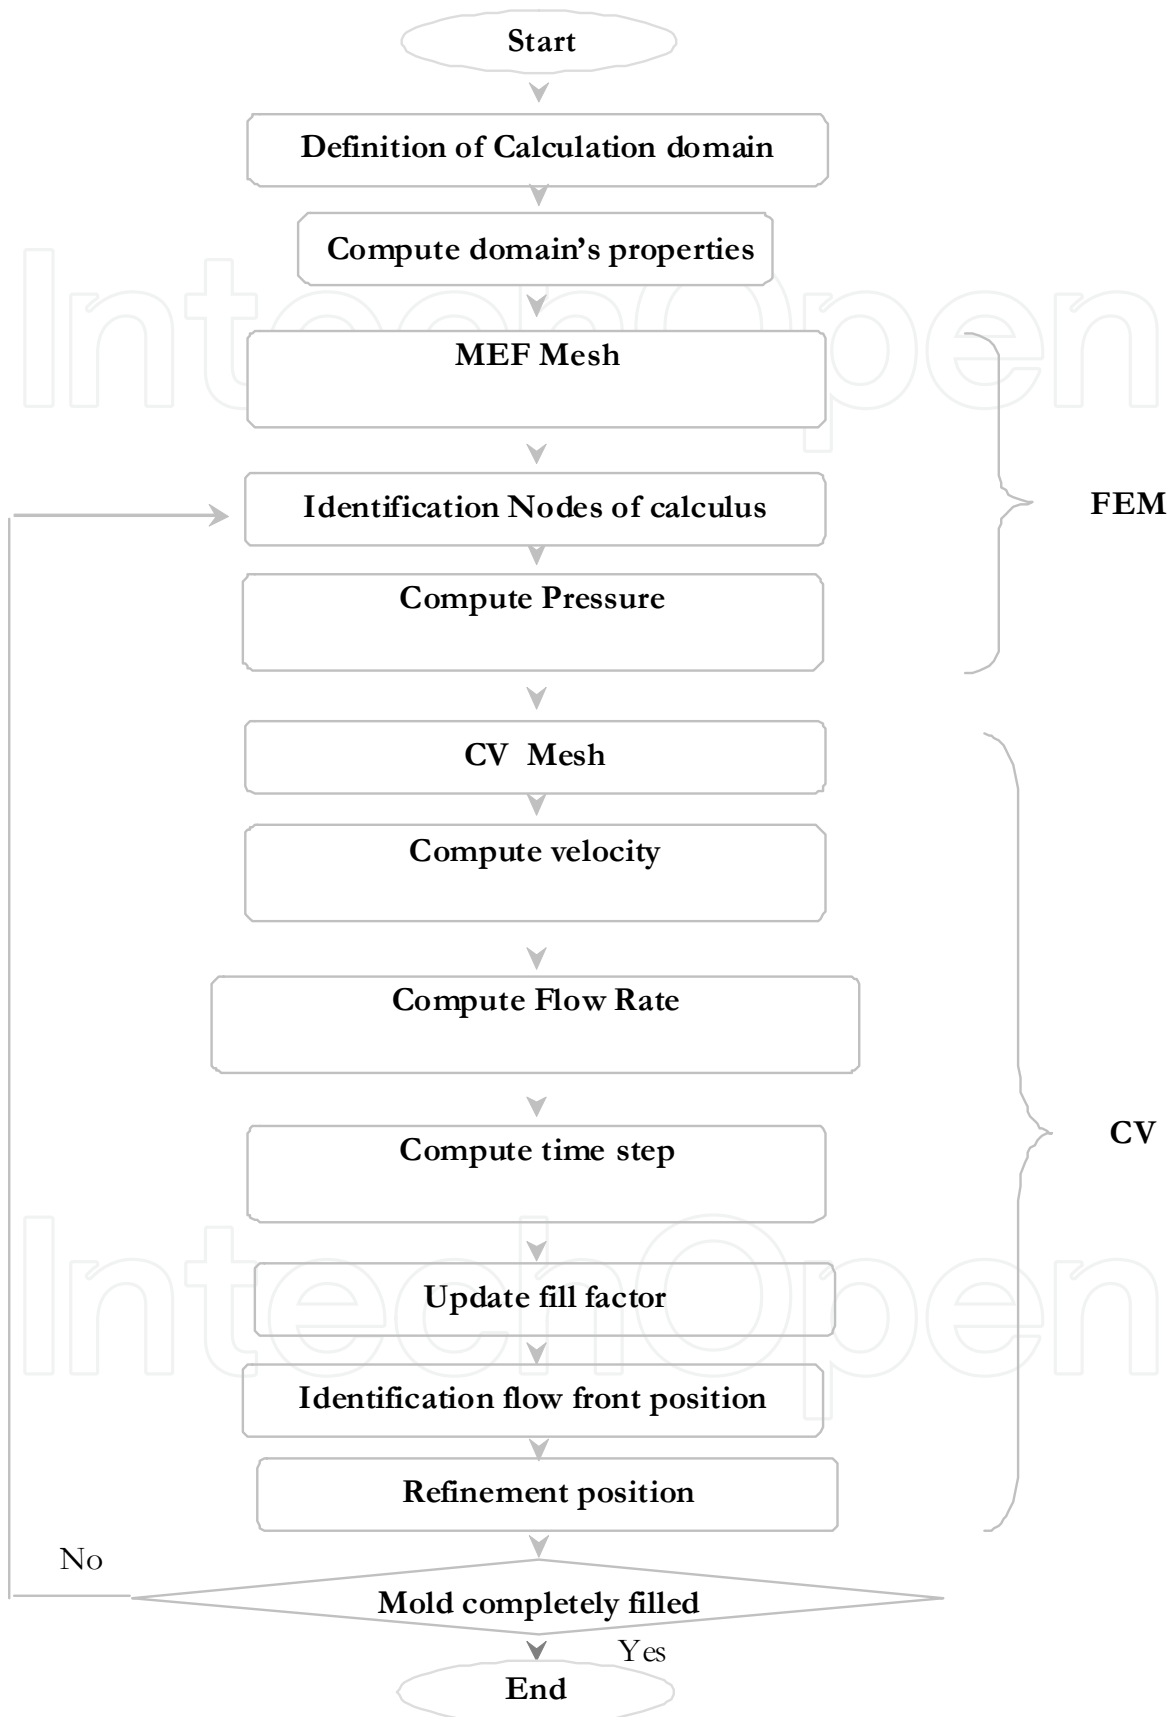 Start
Definition of Calculation domain
Compute domain's properties
MEF Mesh
Identification Nodes of calculus
FEM
Compute Pressure
CV Mesh
Compute velocity
Compute Flow Rate
CV
Compute time step
Update fill factor
Identification flow front position
Refinement position
No
Mold completely filled
Yes
End
IntechOpen
IntechOpen